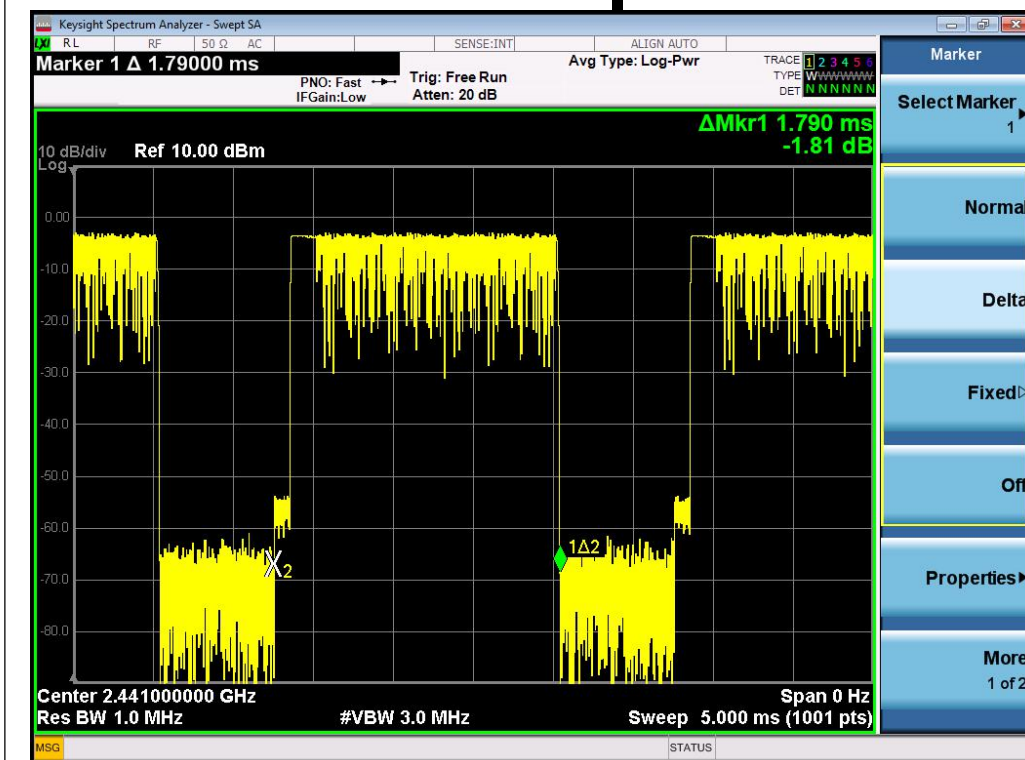 Keysight Spectrum Analyzer - Swept SA
LXI RL RF 50 Ω AC SENSE:INT ALIGN AUTO
Marker 1 Δ 1.79000 ms
PNO: Fast
IFGain:Low
Trig: Free Run
Atten: 20 dB
Avg Type: Log-Pwr
TRACE 1 2 3 4 5 6
TYPE WWWWWW
DET N N N N N N
ΔMkr1 1.790 ms
-1.81 dB
10 dB/div Ref 10.00 dBm
Log
0.00
-10.0
-20.0
-30.0
-40.0
-50.0
-60.0
-70.0
-80.0
X2
1Δ2
Center 2.441000000 GHz Span 0 Hz
Res BW 1.0 MHz #VBW 3.0 MHz Sweep 5.000 ms (1001 pts)
MSG STATUS
Marker
Select Marker
1
Normal
Delta
Fixed
Off
Properties
More
1 of 2